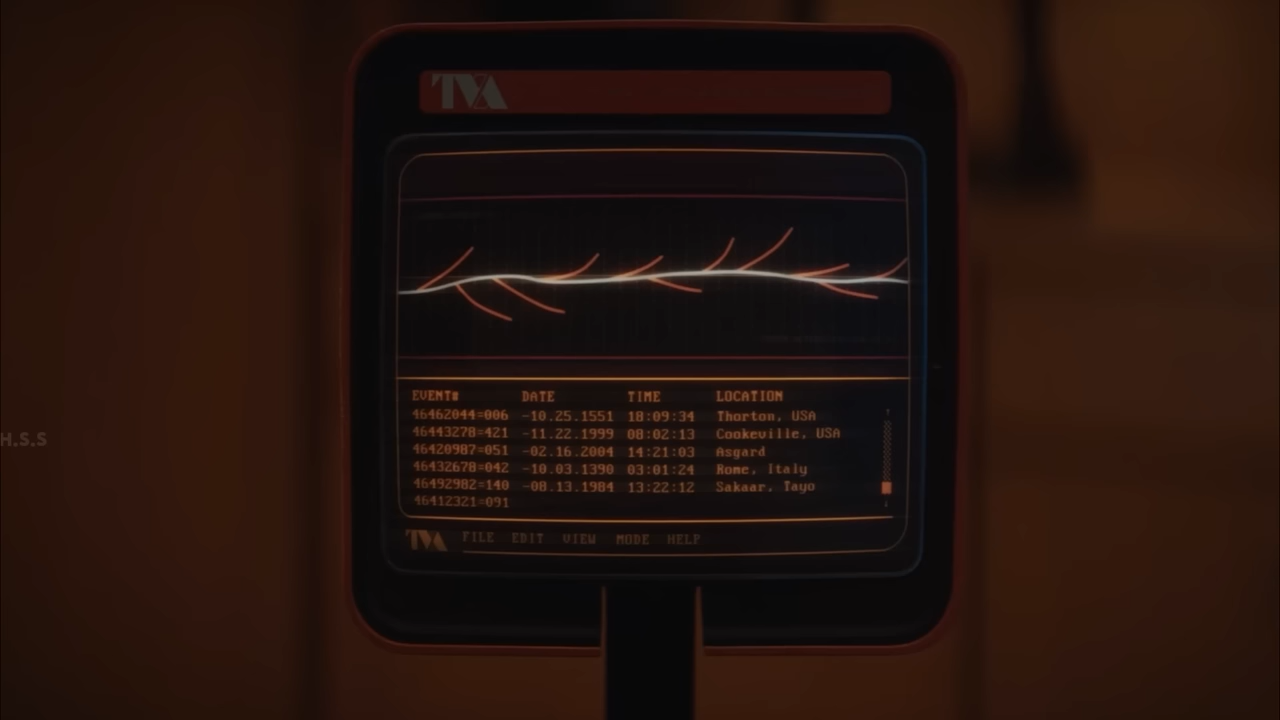 TVA
EVENT# DATE TIME LOCATION
46462044=006 -10.25.1551 18:09:34 Thorton, USA
46443278=421 -11.22.1999 08:02:13 Cookeville, USA
46420987=051 -02.16.2004 14:21:03 Asgard
46432678=042 -10.03.1390 03:01:24 Rome, Italy
H.S.S
46492982=140 -08.13.1984 13:22:12 Sakaar, Tayo
46412321=091
TVA FILE EDIT VIEW MODE HELP